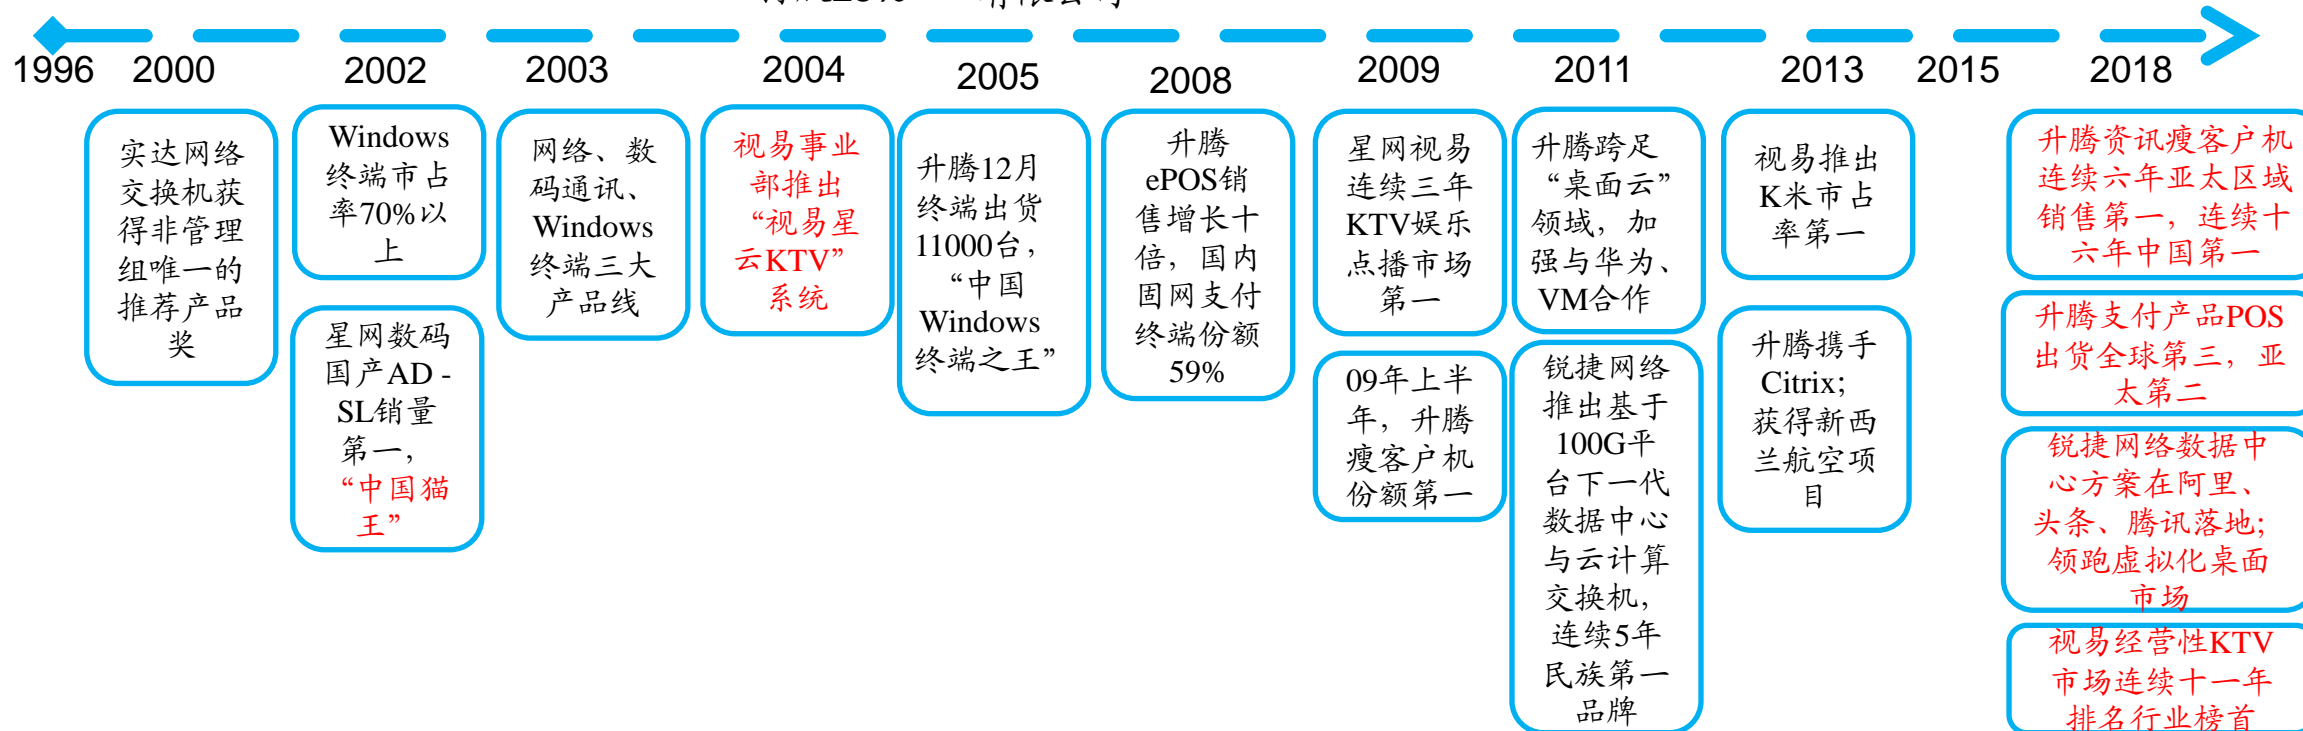 1996 2000 2002 2003 2004 2005 2008 2009 2011 2013 2015 2018
实达网络
交换机获
得非管理
组唯一的
推荐产品
奖
Windows
终端市占
率70%以
上
星网数码
国产AD -
SL销量
第一，
“中国猫
王”
网络、数
码通讯、
Windows
终端三大
产品线
视易事业
部推出
“视易星
云KTV”
系统
升腾12月
终端出货
11000台，
“中国
Windows
终端之王”
升腾
ePOS销
售增长十
倍，国内
固网支付
终端份额
59%
星网视易
连续三年
KTV娱乐
点播市场
第一
09年上半
年，升腾
瘦客户机
份额第一
升腾跨足
“桌面云”
领域，加
强与华为、
VM合作
锐捷网络
推出基于
100G平
台下一代
数据中心
与云计算
交换机，
连续5年
民族第一
品牌
视易推出
K米市占
率第一
升腾携手
Citrix;
获得新西
兰航空项
目
升腾资讯瘦客户机
连续六年亚太区域
销售第一，连续十
六年中国第一
升腾支付产品POS
出货全球第三，亚
太第二
锐捷网络数据中
心方案在阿里、
头条、腾讯落地;
领跑虚拟化桌面
市场
视易经营性KTV
市场连续十一年
排名行业榜首